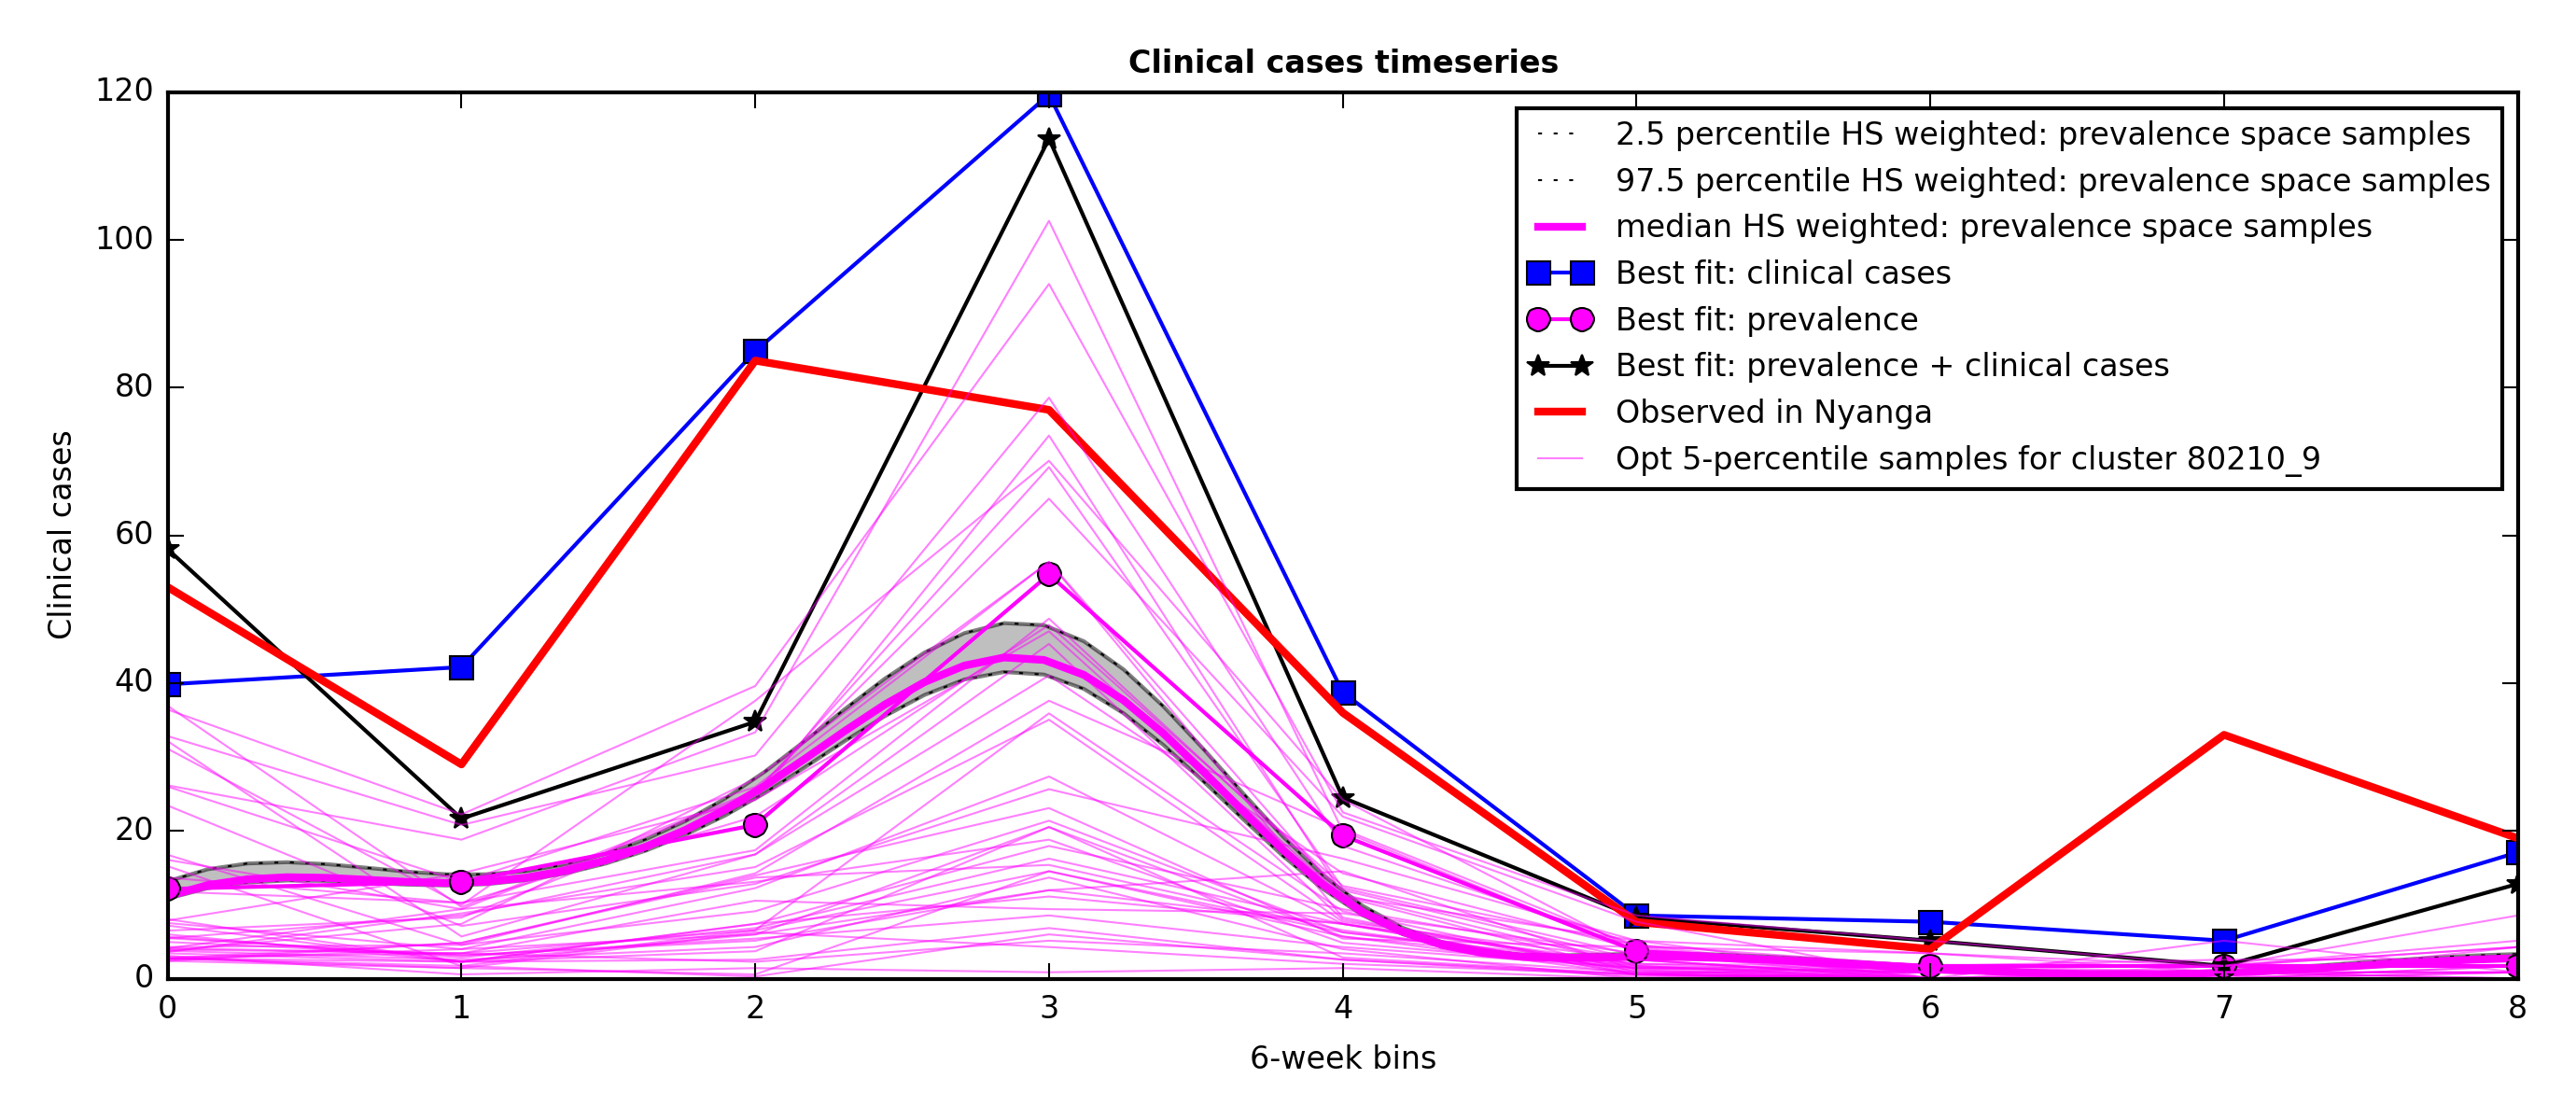 Clinical cases timeseries
120
100
80
60
40
20
0
Clinical cases
2.5 percentile HS weighted: prevalence space samples
97.5 percentile HS weighted: prevalence space samples
median HS weighted: prevalence space samples
Best fit: clinical cases
Best fit: prevalence
Best fit: prevalence + clinical cases
Observed in Nyanga
Opt 5-percentile samples for cluster 80210_9
0 1 2 3 4 5 6 7 8
6-week bins